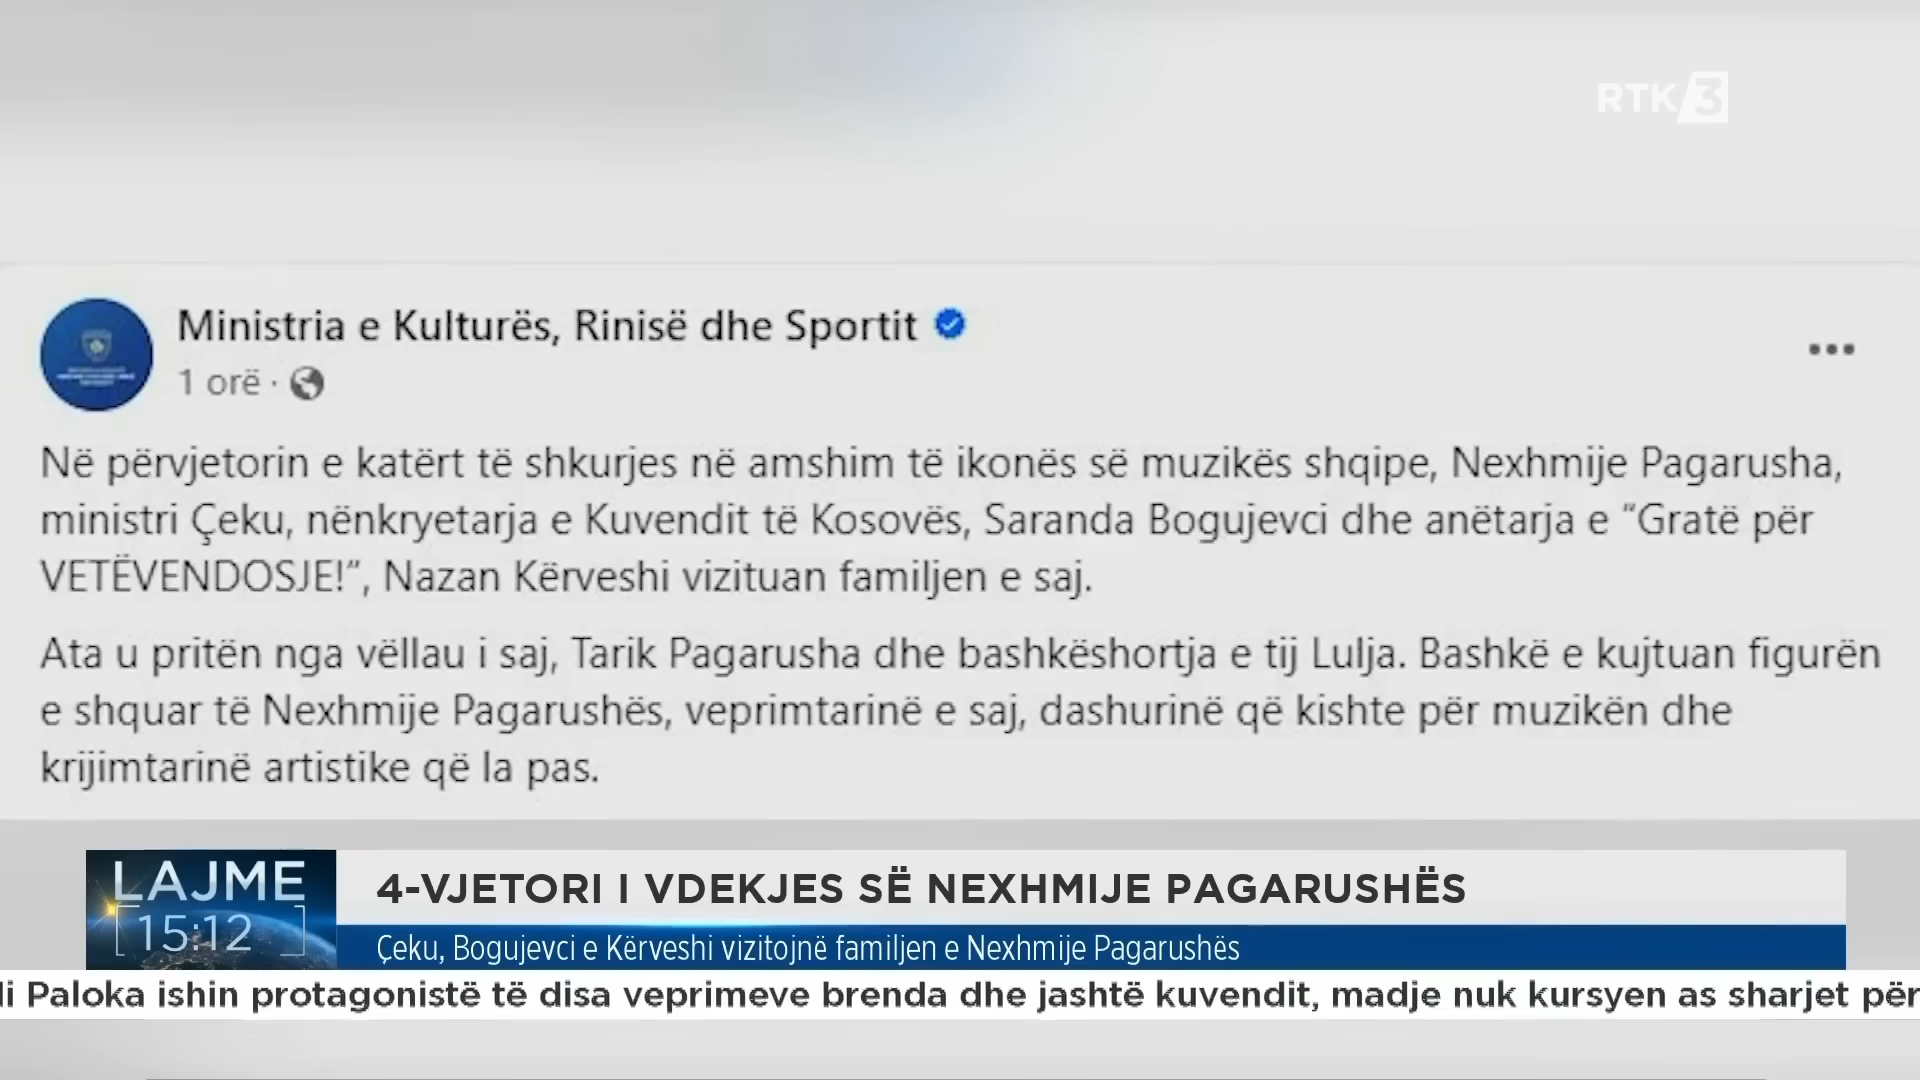 RTK 3
Ministria e Kulturës, Rinisë dhe Sportit
1 orë ·
Në përvjetorin e katërt të shkurjes në amshim të ikonës së muzikës shqipe, Nexhmije Pagarusha,
ministri Çeku, nënkryetarja e Kuvendit të Kosovës, Saranda Bogujevci dhe anëtarja e “Gratë për
VETËVENDOSJE!”, Nazan Kërveshi vizituan familjen e saj.
Ata u pritën nga vëllau i saj, Tarik Pagarusha dhe bashkëshortja e tij Lulja. Bashkë e kujtuan figurën
e shquar të Nexhmije Pagarushës, veprimtarinë e saj, dashurinë që kishte për muzikën dhe
krijimtarinë artistike që la pas.
LAJME
15:12
4-VJETORI I VDEKJES SË NEXHMIJE PAGARUSHËS
Çeku, Bogujevci e Kërveshi vizitojnë familjen e Nexhmije Pagarushës
Paloka ishin protagonistë të disa veprimeve brenda dhe jashtë kuvendit, madje nuk kursyen as sharjet për